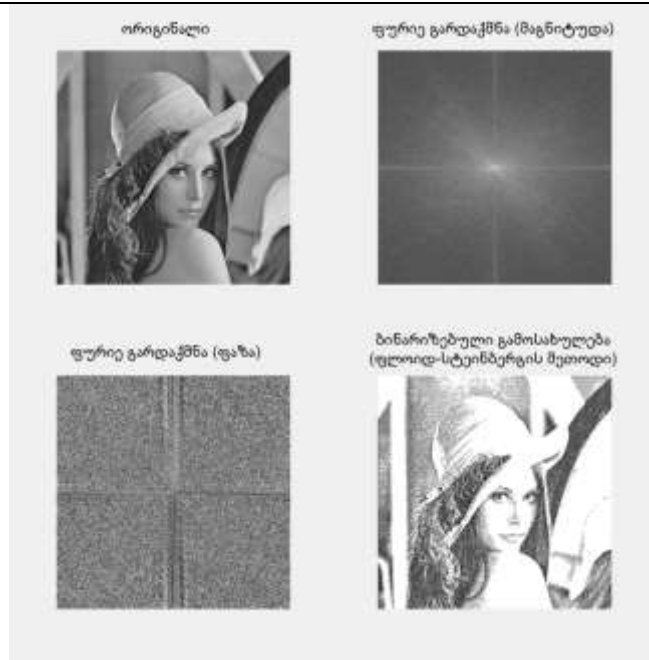 ორიგინალი
ფურიე გარდაქმნა (მაგნიტუდა)
ფურიე გარდაქმნა (ფაზა)
ბინარიზებული გამოსახულება
(ფლოიდ-სტეინბერგის მეთოდი)